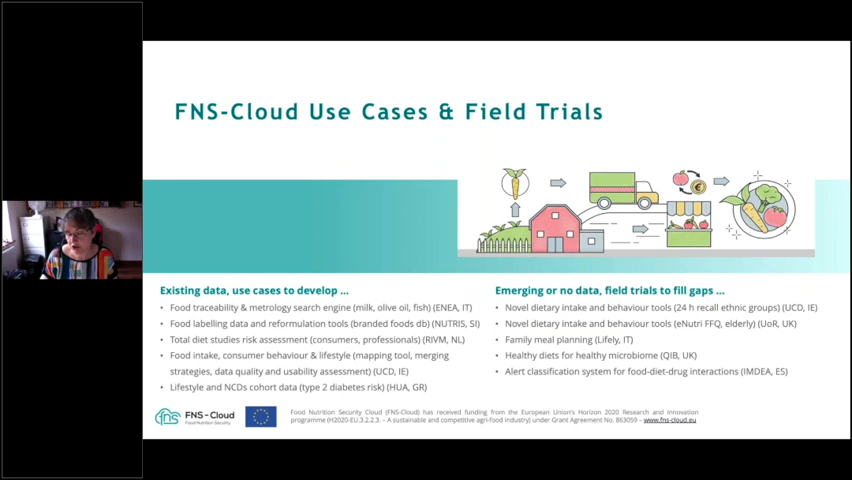 FNS-Cloud Use Cases & Field Trials
€
Existing data, use cases to develop ...
• Food traceability & metrology search engine (milk, olive oil, fish) (ENEA, IT)
• Food labelling data and reformulation tools (branded foods db) (NUTRIS, SI)
• Total diet studies risk assessment (consumers, professionals) (RIVM, NL)
• Food intake, consumer behaviour & lifestyle (mapping tool, merging
strategies, data quality and usability assessment) (UCD, IE)
• Lifestyle and NCDs cohort data (type 2 diabetes risk) (HUA, GR)
Emerging or no data, field trials to fill gaps ...
• Novel dietary intake and behaviour tools (24 h recall ethnic groups) (UCD, IE)
• Novel dietary intake and behaviour tools (eNutri FFQ, elderly) (UoR, UK)
• Family meal planning (Lifely, IT)
• Healthy diets for healthy microbiome (QIB, UK)
• Alert classification system for food-diet-drug interactions (IMDEA, ES)
fns
FNS-Cloud
Food Nutrition Security
Food Nutrition Security Cloud (FNS-Cloud) has received funding from the European Union's Horizon 2020 Research and Innovation
programme (H2020-EU.3.2.2.3. – A sustainable and competitive agri-food industry) under Grant Agreement No. 863059 – www.fns-cloud.eu